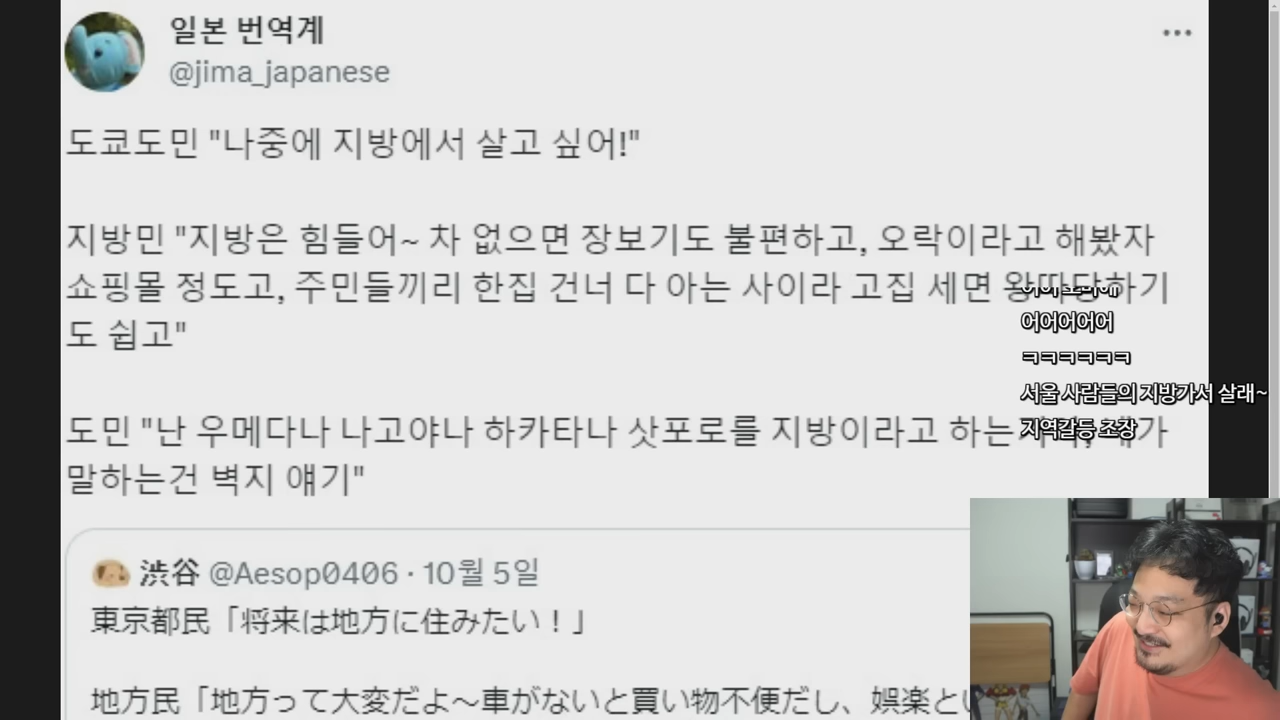 일본 번역계
@jima_japanese
도쿄도민 "나중에 지방에서 살고 싶어!"
지방민 "지방은 힘들어~ 차 없으면 장보기도 불편하고, 오락이라고 해봤자
쇼핑몰 정도고, 주민들끼리 한집 건너 다 아는 사이라 고집 세면 왕따당하기
도 쉽고"
어어어어어
ㅋㅋㅋㅋㅋㅋ
서울 사람들의 지방가서 살래~
지역갈등 조장
도민 "난 우메다나 나고야나 하카타나 삿포로를 지방이라고 하는
말하는건 벽지 얘기"
渋谷 @Aesop0406 · 10월 5일
東京都民「将来は地方に住みたい！」
地方民「地方って大変だよ～車がないと買い物不便だし、娯楽とい